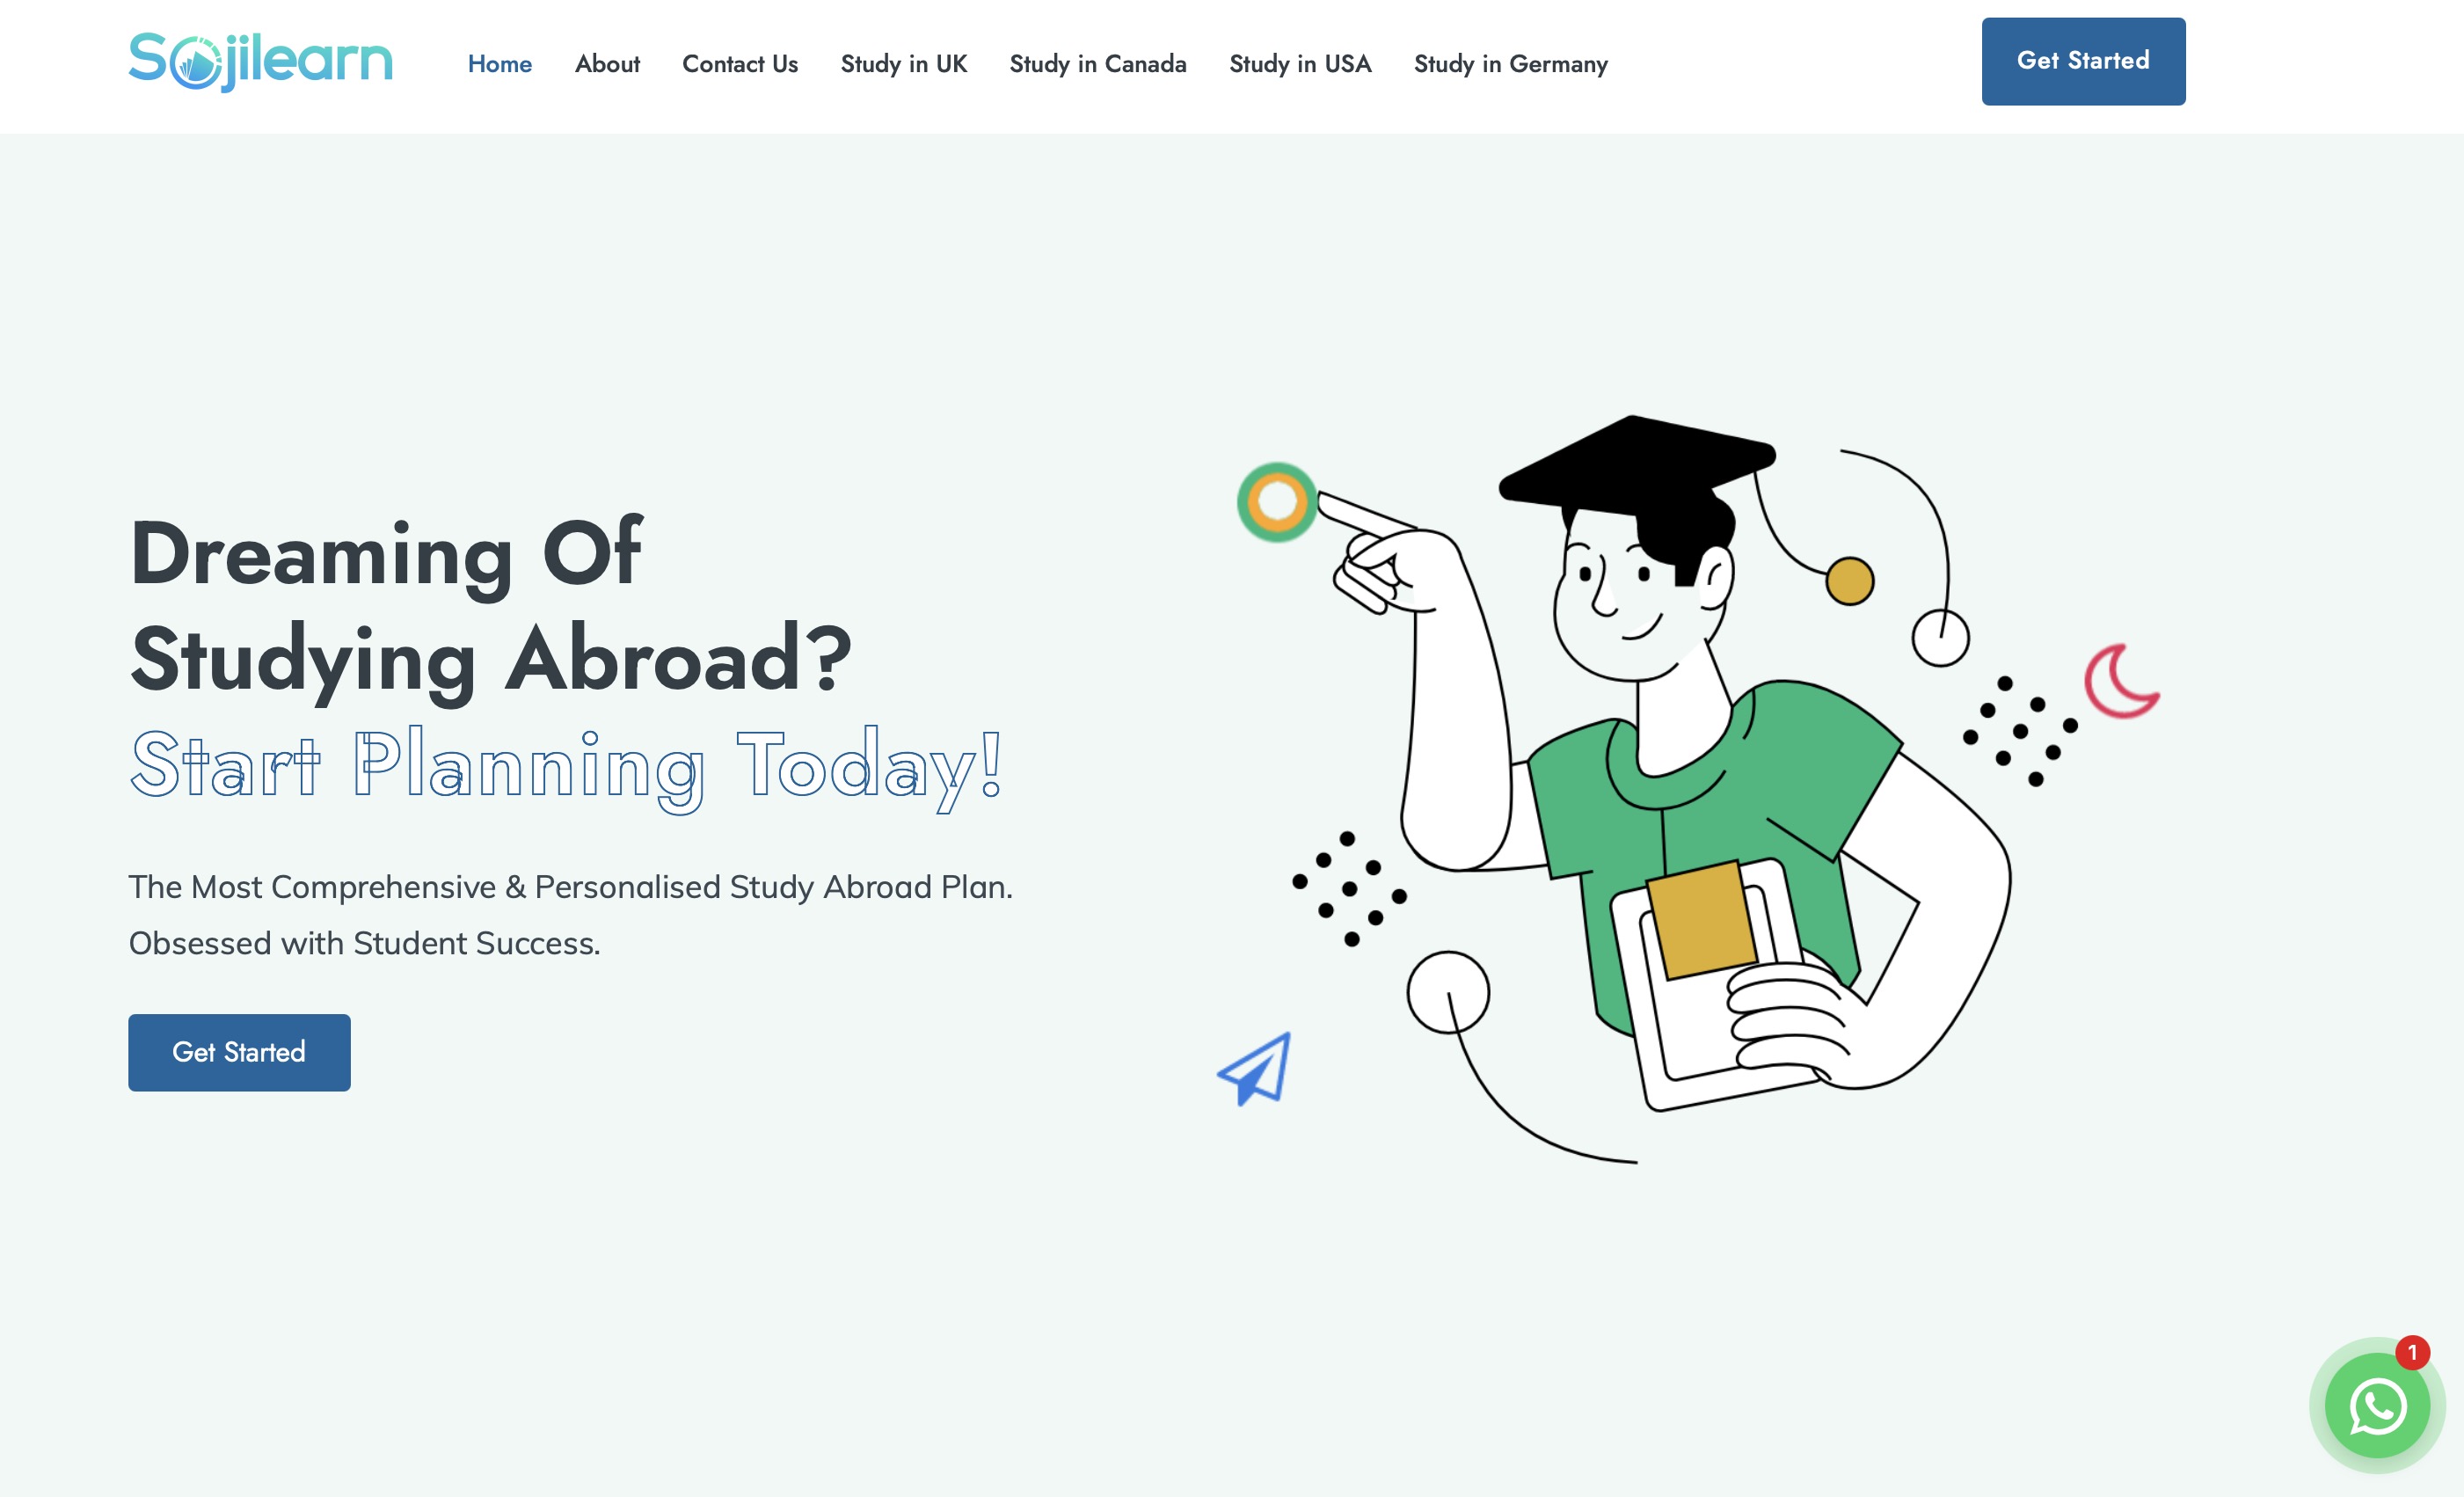 Sojilearn
Home
About
Contact Us
Study in UK
Study in Canada
Study in USA
Study in Germany
Get Started
Dreaming Of
Studying Abroad?
Start Planning Today!
The Most Comprehensive & Personalised Study Abroad Plan.
Obsessed with Student Success.
Get Started
1